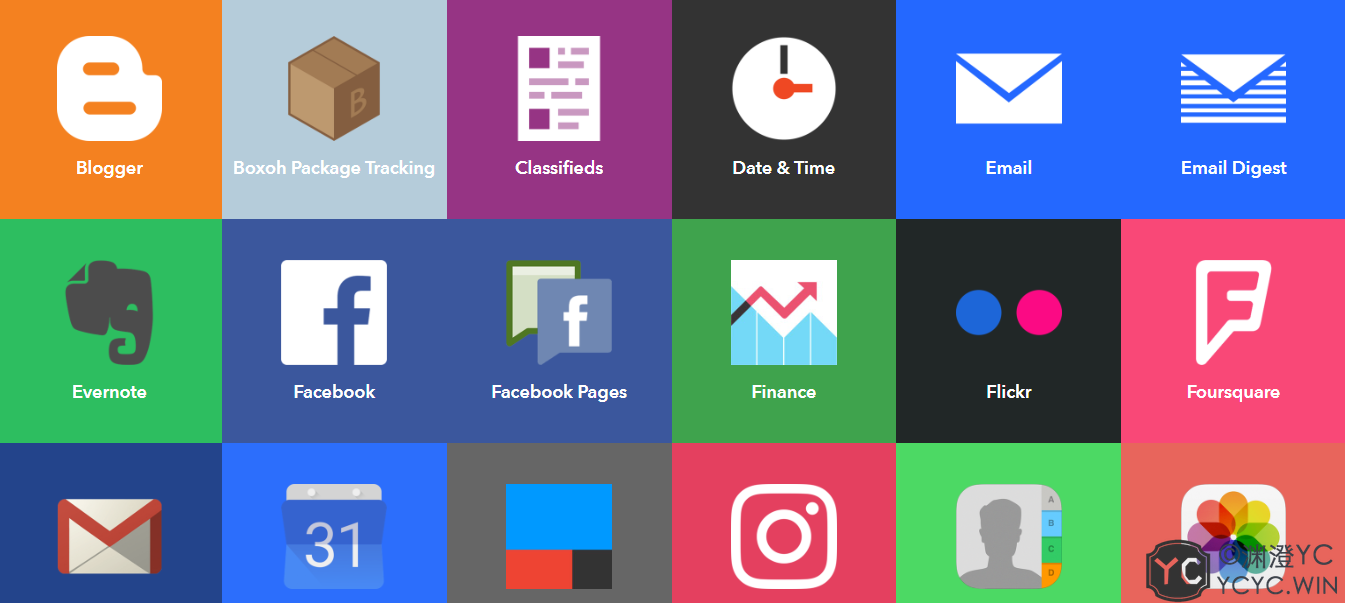 Blogger
B
Boxoh Package Tracking
Classifieds
Date & Time
Email
Email Digest
Evernote
f
Facebook
f
Facebook Pages
Finance
Flickr
Foursquare
31
A
B
C
D
YC
©渊澄YC
YCYC.WIN